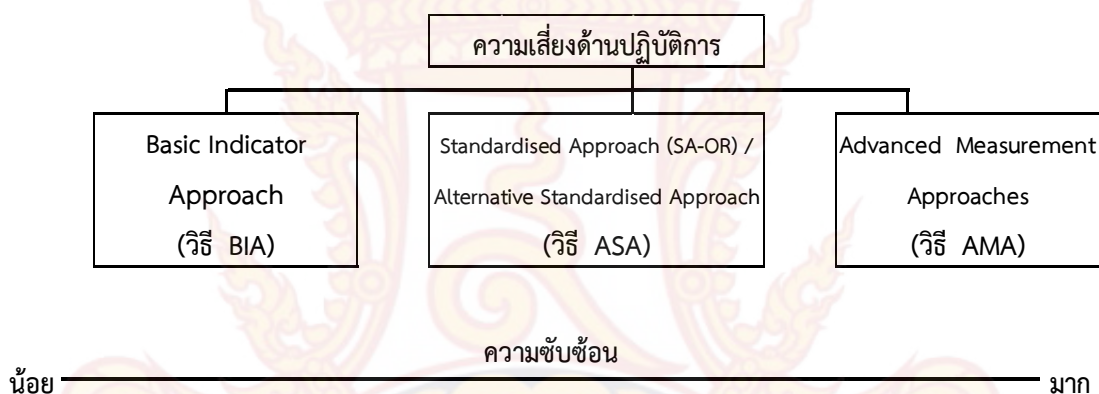 ความเสี่ยงด้านปฏิบัติการ
Basic Indicator
Approach
(วิธี BIA)
Standardised Approach (SA-OR) /
Alternative Standardised Approach
(วิธี ASA)
Advanced Measurement
Approaches
(วิธี AMA)
ความซับซ้อน
น้อย
มาก